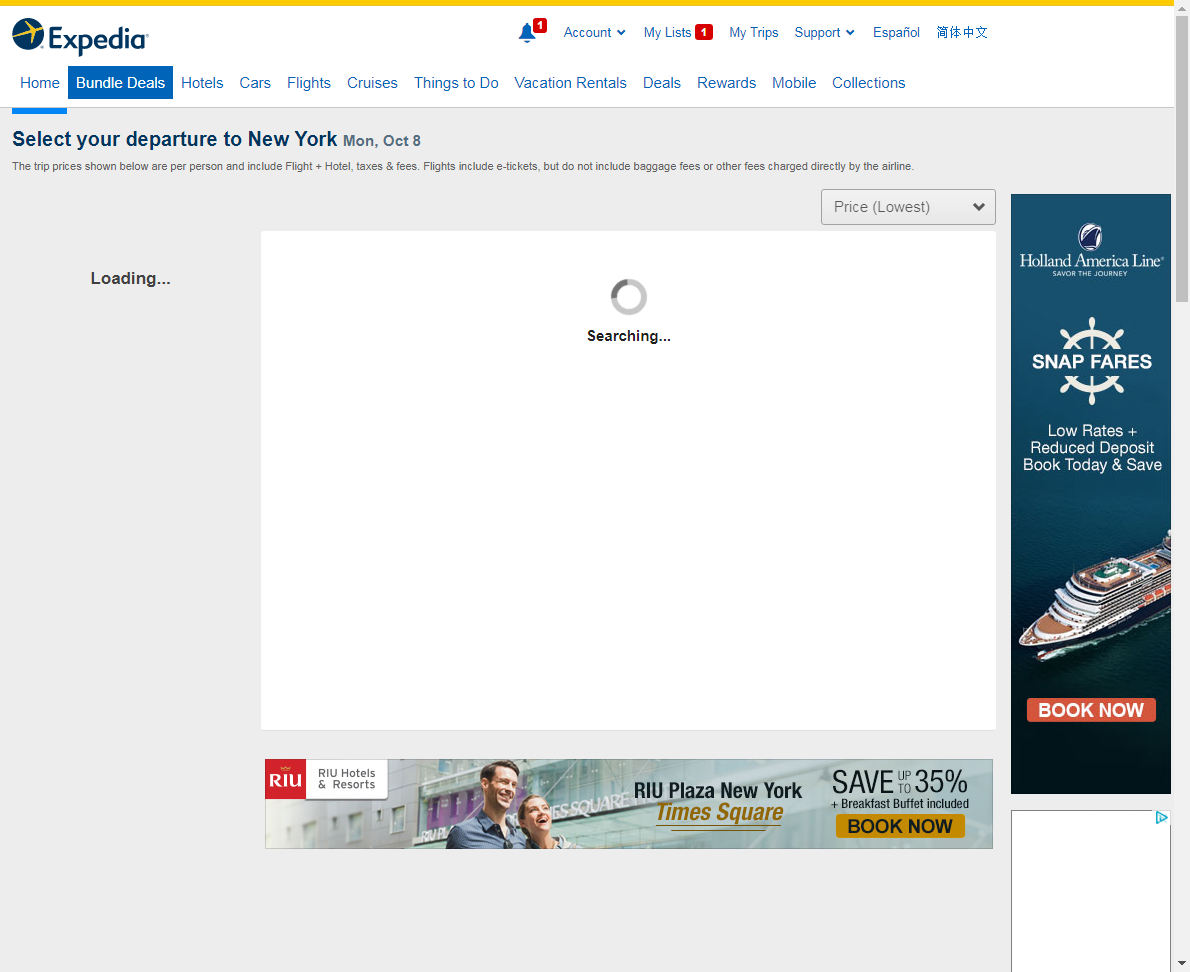 Expedia
1
Account
My Lists 1
My Trips
Support
Español
简体中文
Home
Bundle Deals
Hotels
Cars
Flights
Cruises
Things to Do
Vacation Rentals
Deals
Rewards
Mobile
Collections
Select your departure to New York Mon, Oct 8
The trip prices shown below are per person and include Flight + Hotel, taxes & fees. Flights include e-tickets, but do not include baggage fees or other fees charged directly by the airline.
Price (Lowest)
Loading...
Searching...
Holland America Line®
SAVOR THE JOURNEY
SNAP FARES
Low Rates +
Reduced Deposit
Book Today & Save
BOOK NOW
RIU
RIU Hotels
& Resorts
RIU Plaza New York
Times Square
SAVE UP TO 35%
+ Breakfast Buffet included
BOOK NOW